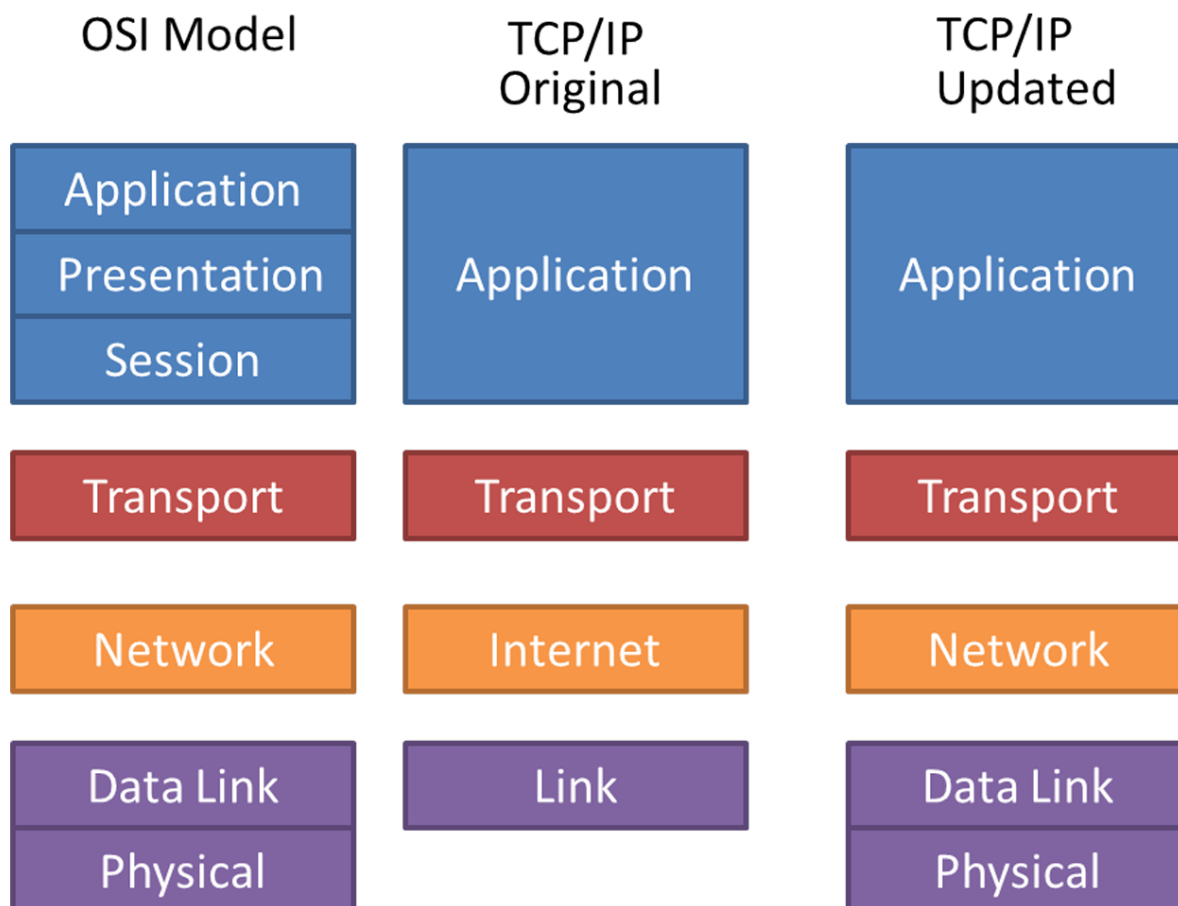 OSI Model
TCP/IP
Original
TCP/IP
Updated
Application
Presentation
Session
Application
Application
Transport
Transport
Transport
Network
Internet
Network
Data Link
Link
Data Link
Physical
Physical